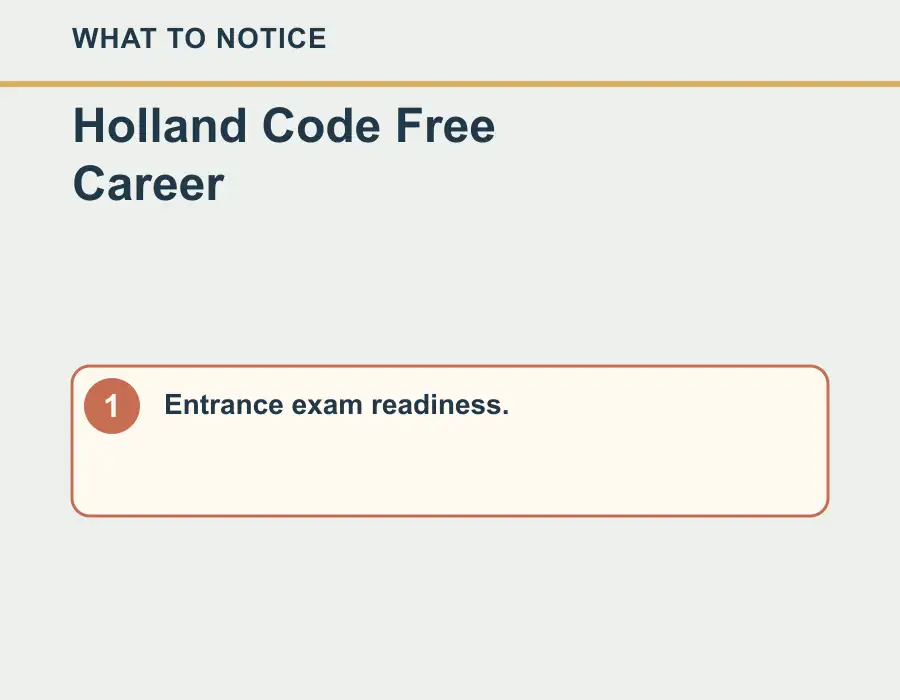 WHAT TO NOTICE
Holland Code Free
Career
1 Entrance exam readiness.